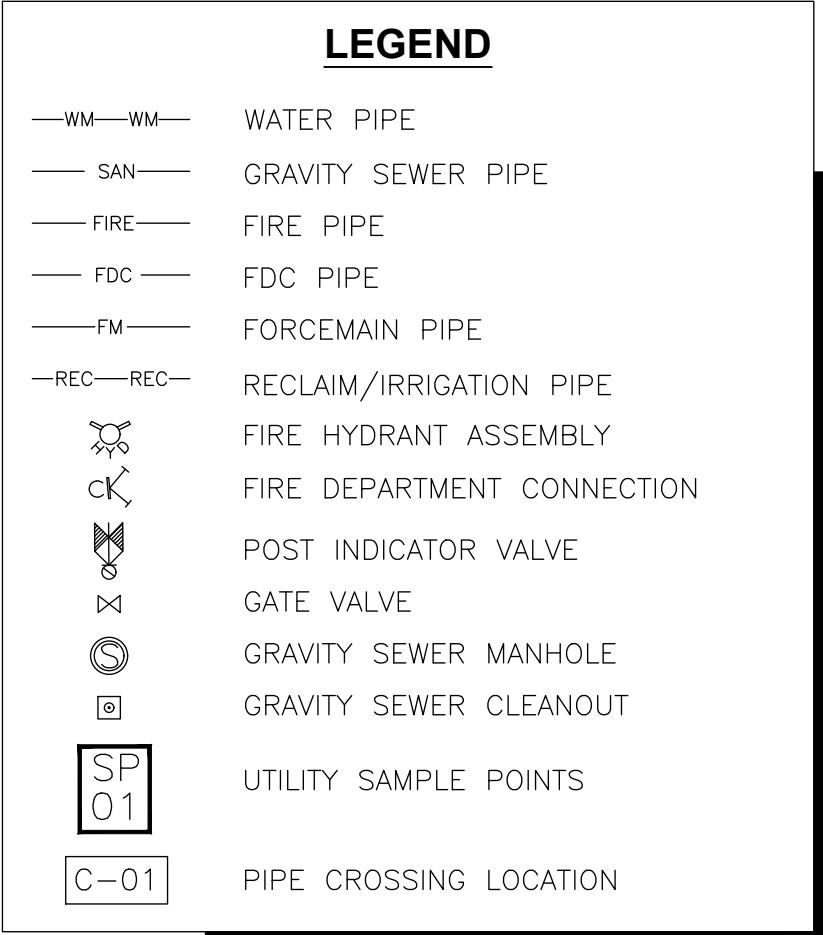 LEGEND
WM WM WATER PIPE
SAN GRAVITY SEWER PIPE
FIRE FIRE PIPE
FDC FDC PIPE
FM FORCEMAIN PIPE
REC REC RECLAIM/IRRIGATION PIPE
HYD FIRE HYDRANT ASSEMBLY
FIRE DEPARTMENT CONNECTION
POST INDICATOR VALVE
GATE VALVE
S GRAVITY SEWER MANHOLE
GRAVITY SEWER CLEANOUT
SP
01 UTILITY SAMPLE POINTS
C-01 PIPE CROSSING LOCATION